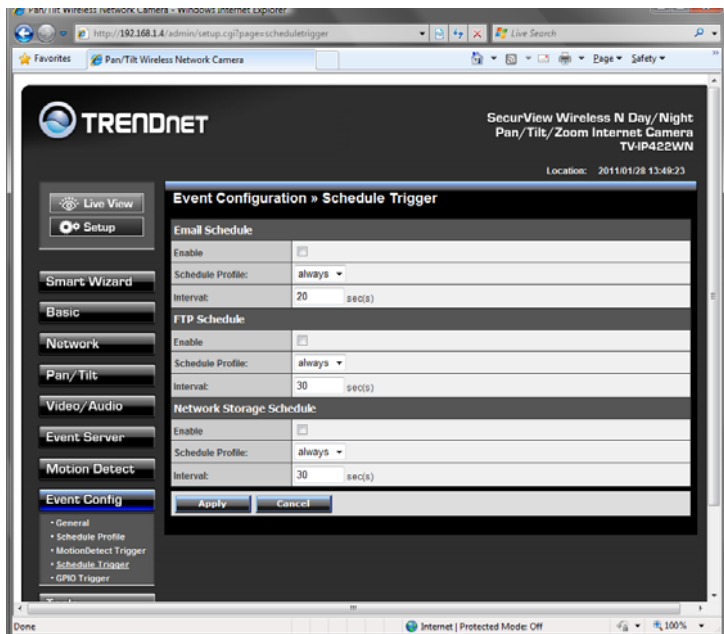 Pan/Tilt Wireless Network Camera - Windows Internet Explorer
http://192.168.1.4/admin/setup.cgi?page=scheduletrigger
Live Search
Favorites
Pan/Tilt Wireless Network Camera
Page
Safety
TRENDNET
SecurView Wireless N Day/Night
Pan/Tilt/Zoom Internet Camera
TV-IP422WN
Location: 2011/01/28 13:49:23
Live View
Setup
Smart Wizard
Basic
Network
Pan/Tilt
Video/Audio
Event Server
Motion Detect
Event Config
• General
• Schedule Profile
• MotionDetect Trigger
• Schedule Trigger
• GPIO Trigger
Event Configuration » Schedule Trigger
Email Schedule
Enable
Schedule Profile: always
Interval: 20 sec(s)
FTP Schedule
Enable
Schedule Profile: always
Interval: 30 sec(s)
Network Storage Schedule
Enable
Schedule Profile: always
Interval: 30 sec(s)
Apply Cancel
Done
Internet | Protected Mode: Off
100%